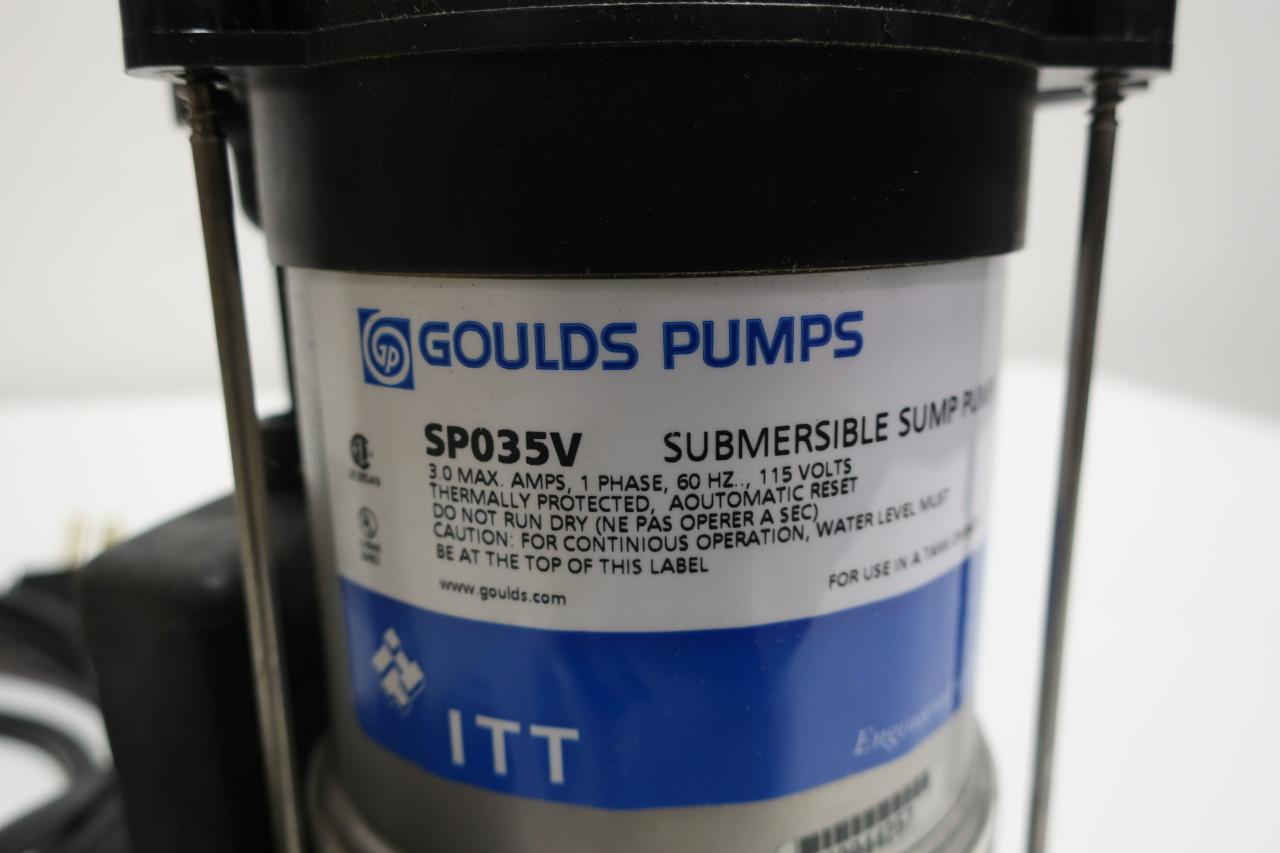 GP GOULDS PUMPS
SP035V SUBMERSIBLE SUMP
3.0 MAX. AMPS, 1 PHASE, 60 HZ.., 115 VOLTS
THERMALLY PROTECTED, AOUTOMATIC RESET
DO NOT RUN DRY (NE PAS OPERER A SEC)
CAUTION: FOR CONTINIOUS OPERATION, WATER LEVEL MUST
BE AT THE TOP OF THIS LABEL
FOR USE IN A
www.goulds.com
ITT